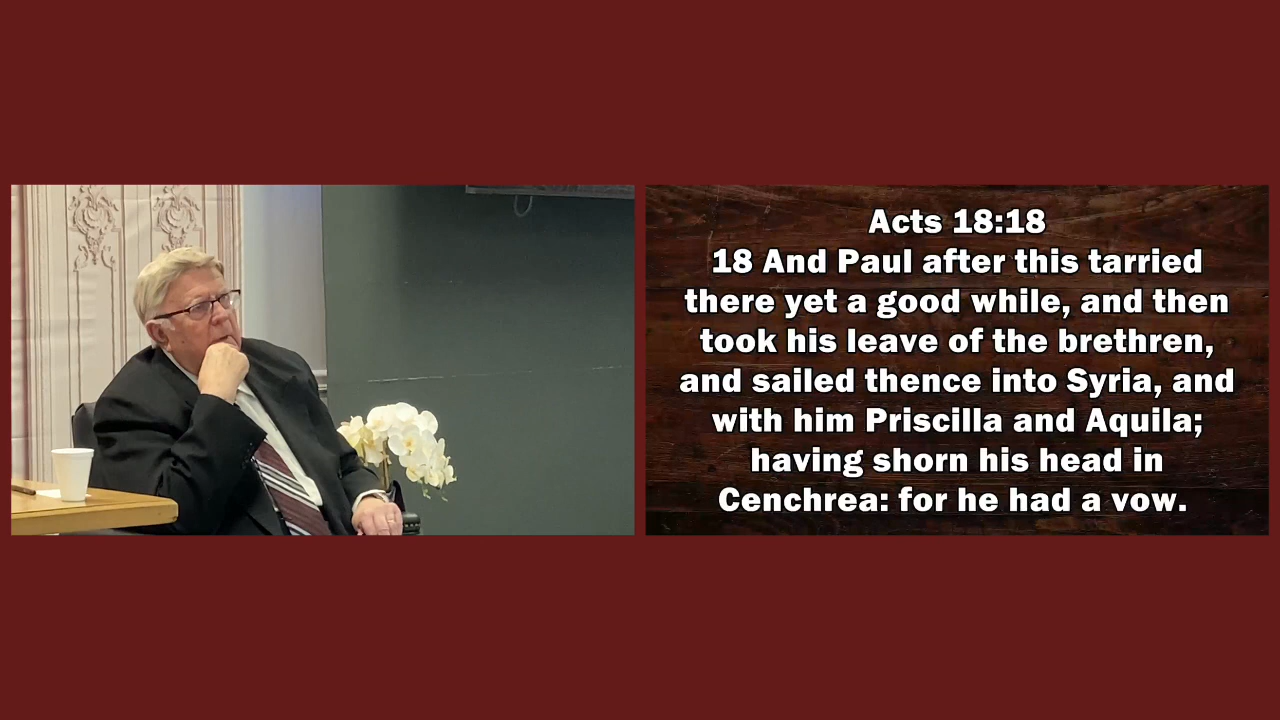 Acts 18:18
18 And Paul after this tarried
there yet a good while, and then
took his leave of the brethren,
and sailed thence into Syria, and
with him Priscilla and Aquila;
having shorn his head in
Cenchrea: for he had a vow.